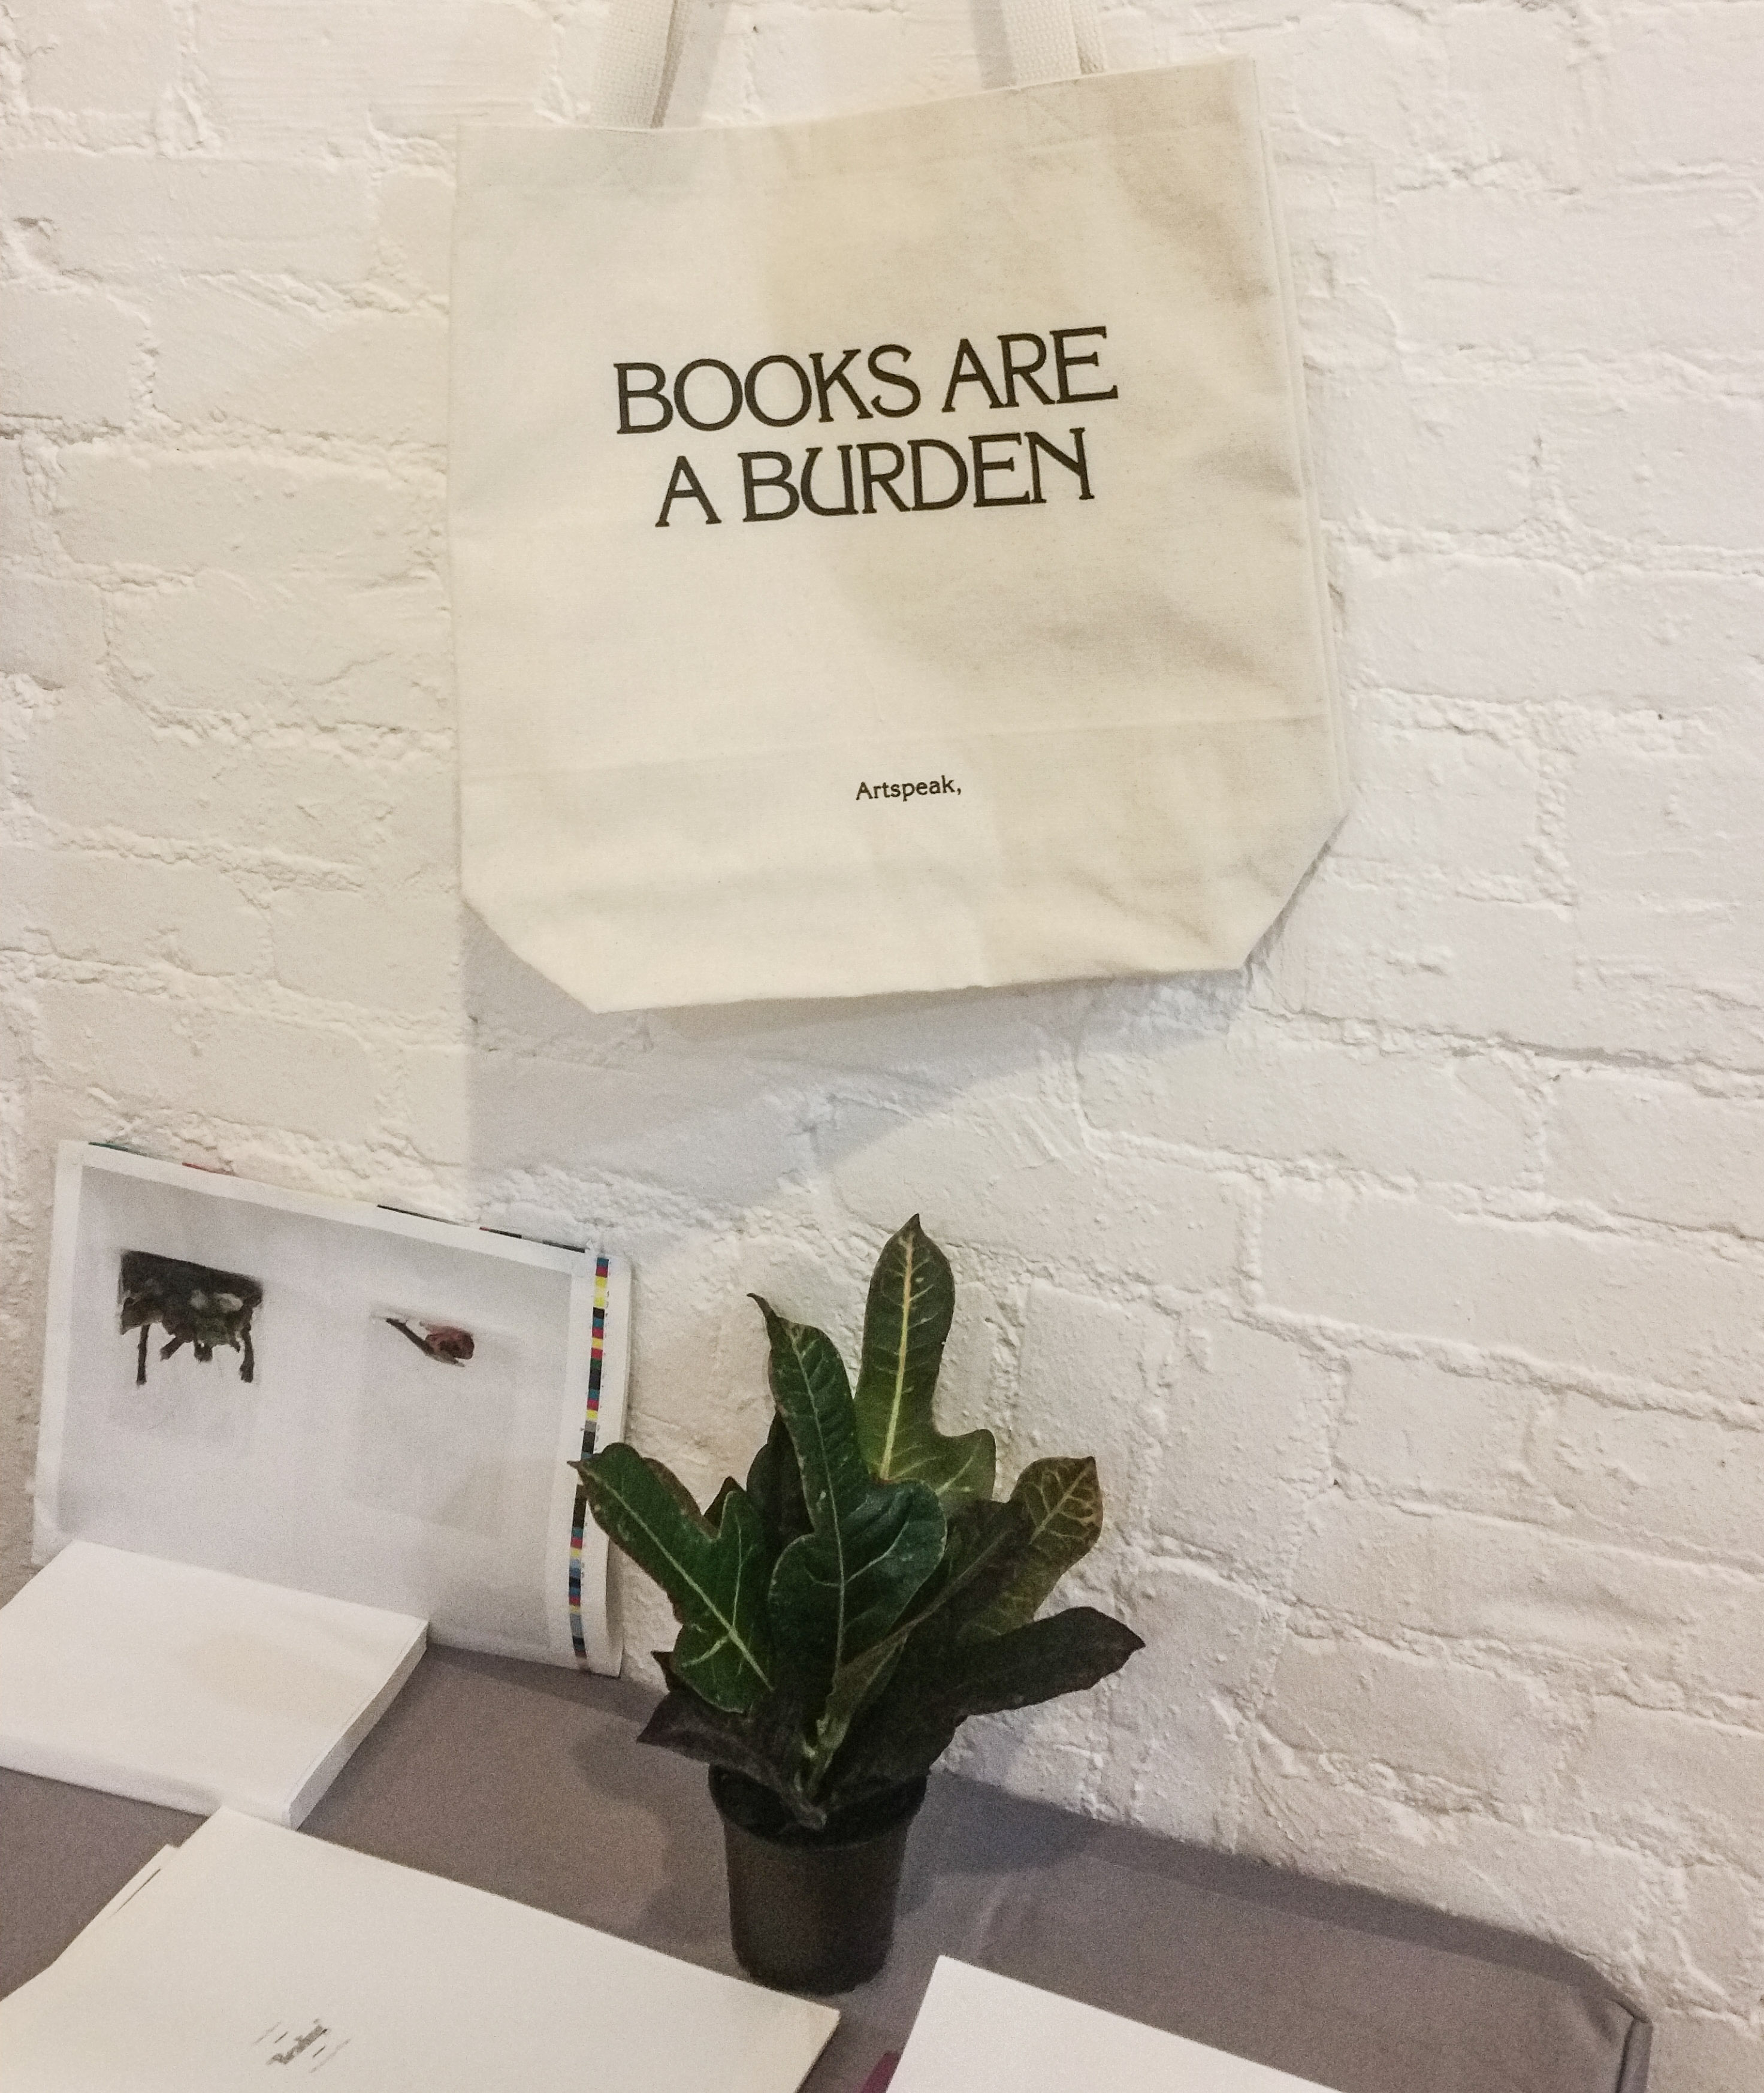 BOOKS ARE
A BURDEN
Artspeak,